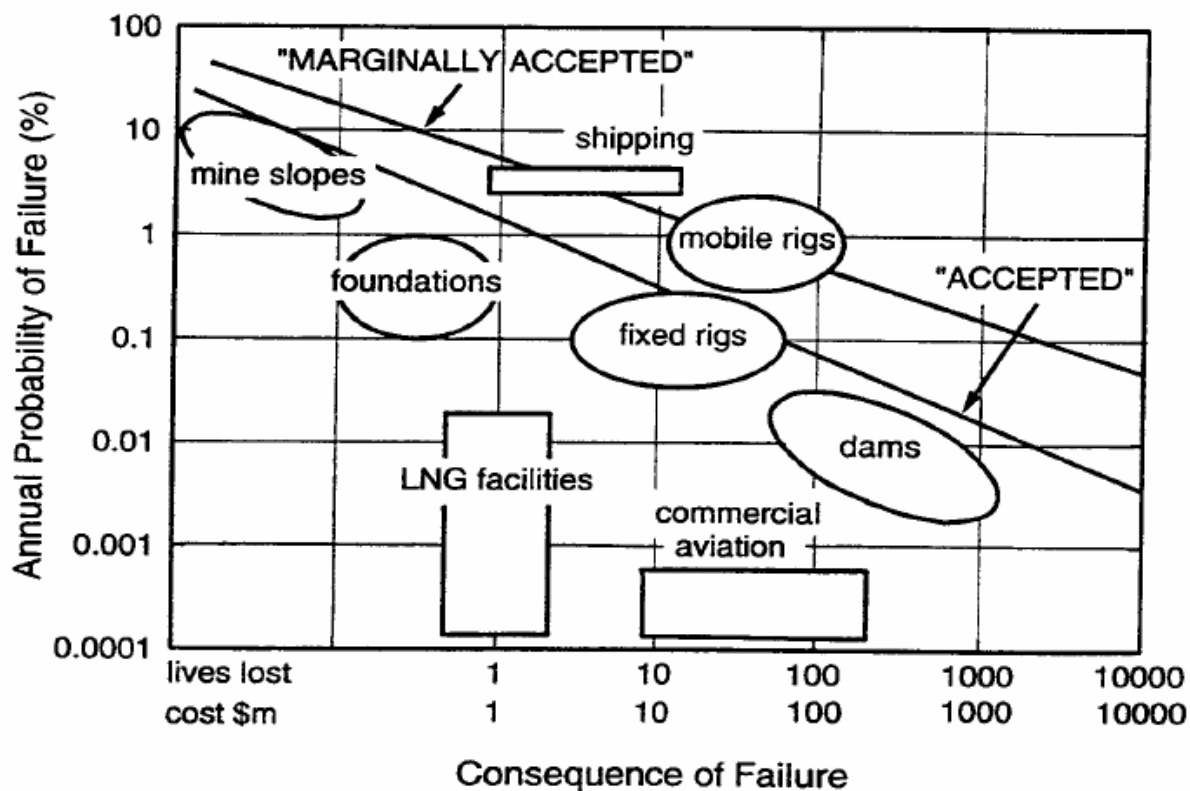 100
"MARGINALLY ACCEPTED"
shipping
10
mine slopes
mobile rigs
1
"ACCEPTED"
foundations
fixed rigs
0.1
dams
0.01
LNG facilities
commercial
aviation
0.001
0.0001
Annual Probability of Failure (%)
lives lost 1 10 100 1000 10000
cost $m 1 10 100 1000 10000
Consequence of Failure